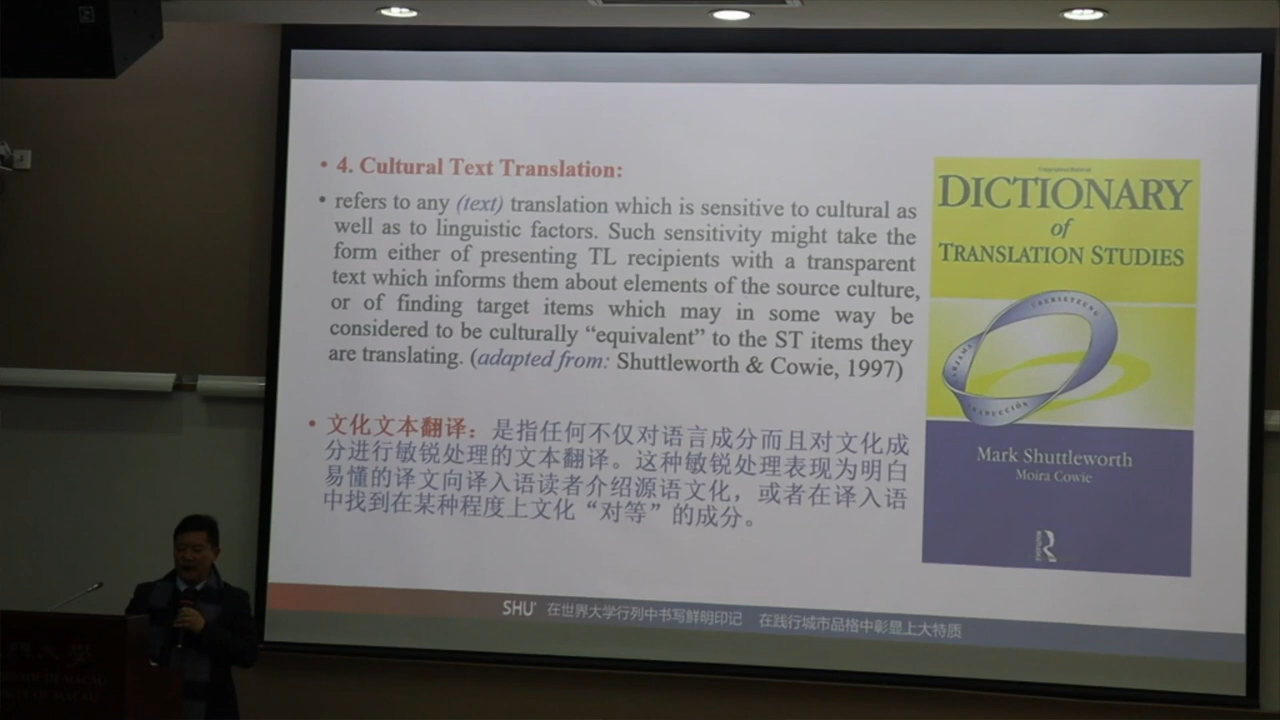 • 4. Cultural Text Translation:
• refers to any (text) translation which is sensitive to cultural as
well as to linguistic factors. Such sensitivity might take the
form either of presenting TL recipients with a transparent
text which informs them about elements of the source culture,
or of finding target items which may in some way be
considered to be culturally “equivalent” to the ST items they
are translating. (adapted from: Shuttleworth & Cowie, 1997)
• 文化文本翻译：是指任何不仅对语言成分而且对文化成
分进行敏锐处理的文本翻译。这种敏锐处理表现为明白
易懂的译文向译入语读者介绍源语文化，或者在译入语
中找到在某种程度上文化“对等”的成分。
DICTIONARY
of
TRANSLATION STUDIES
ÜBERSETZUNG
TRADUCCIÓN
Mark Shuttleworth
Moira Cowie
SHU 在世界大学行列中书写鲜明印记 在践行城市品格中彰显上大特质
大學
OF MACAU